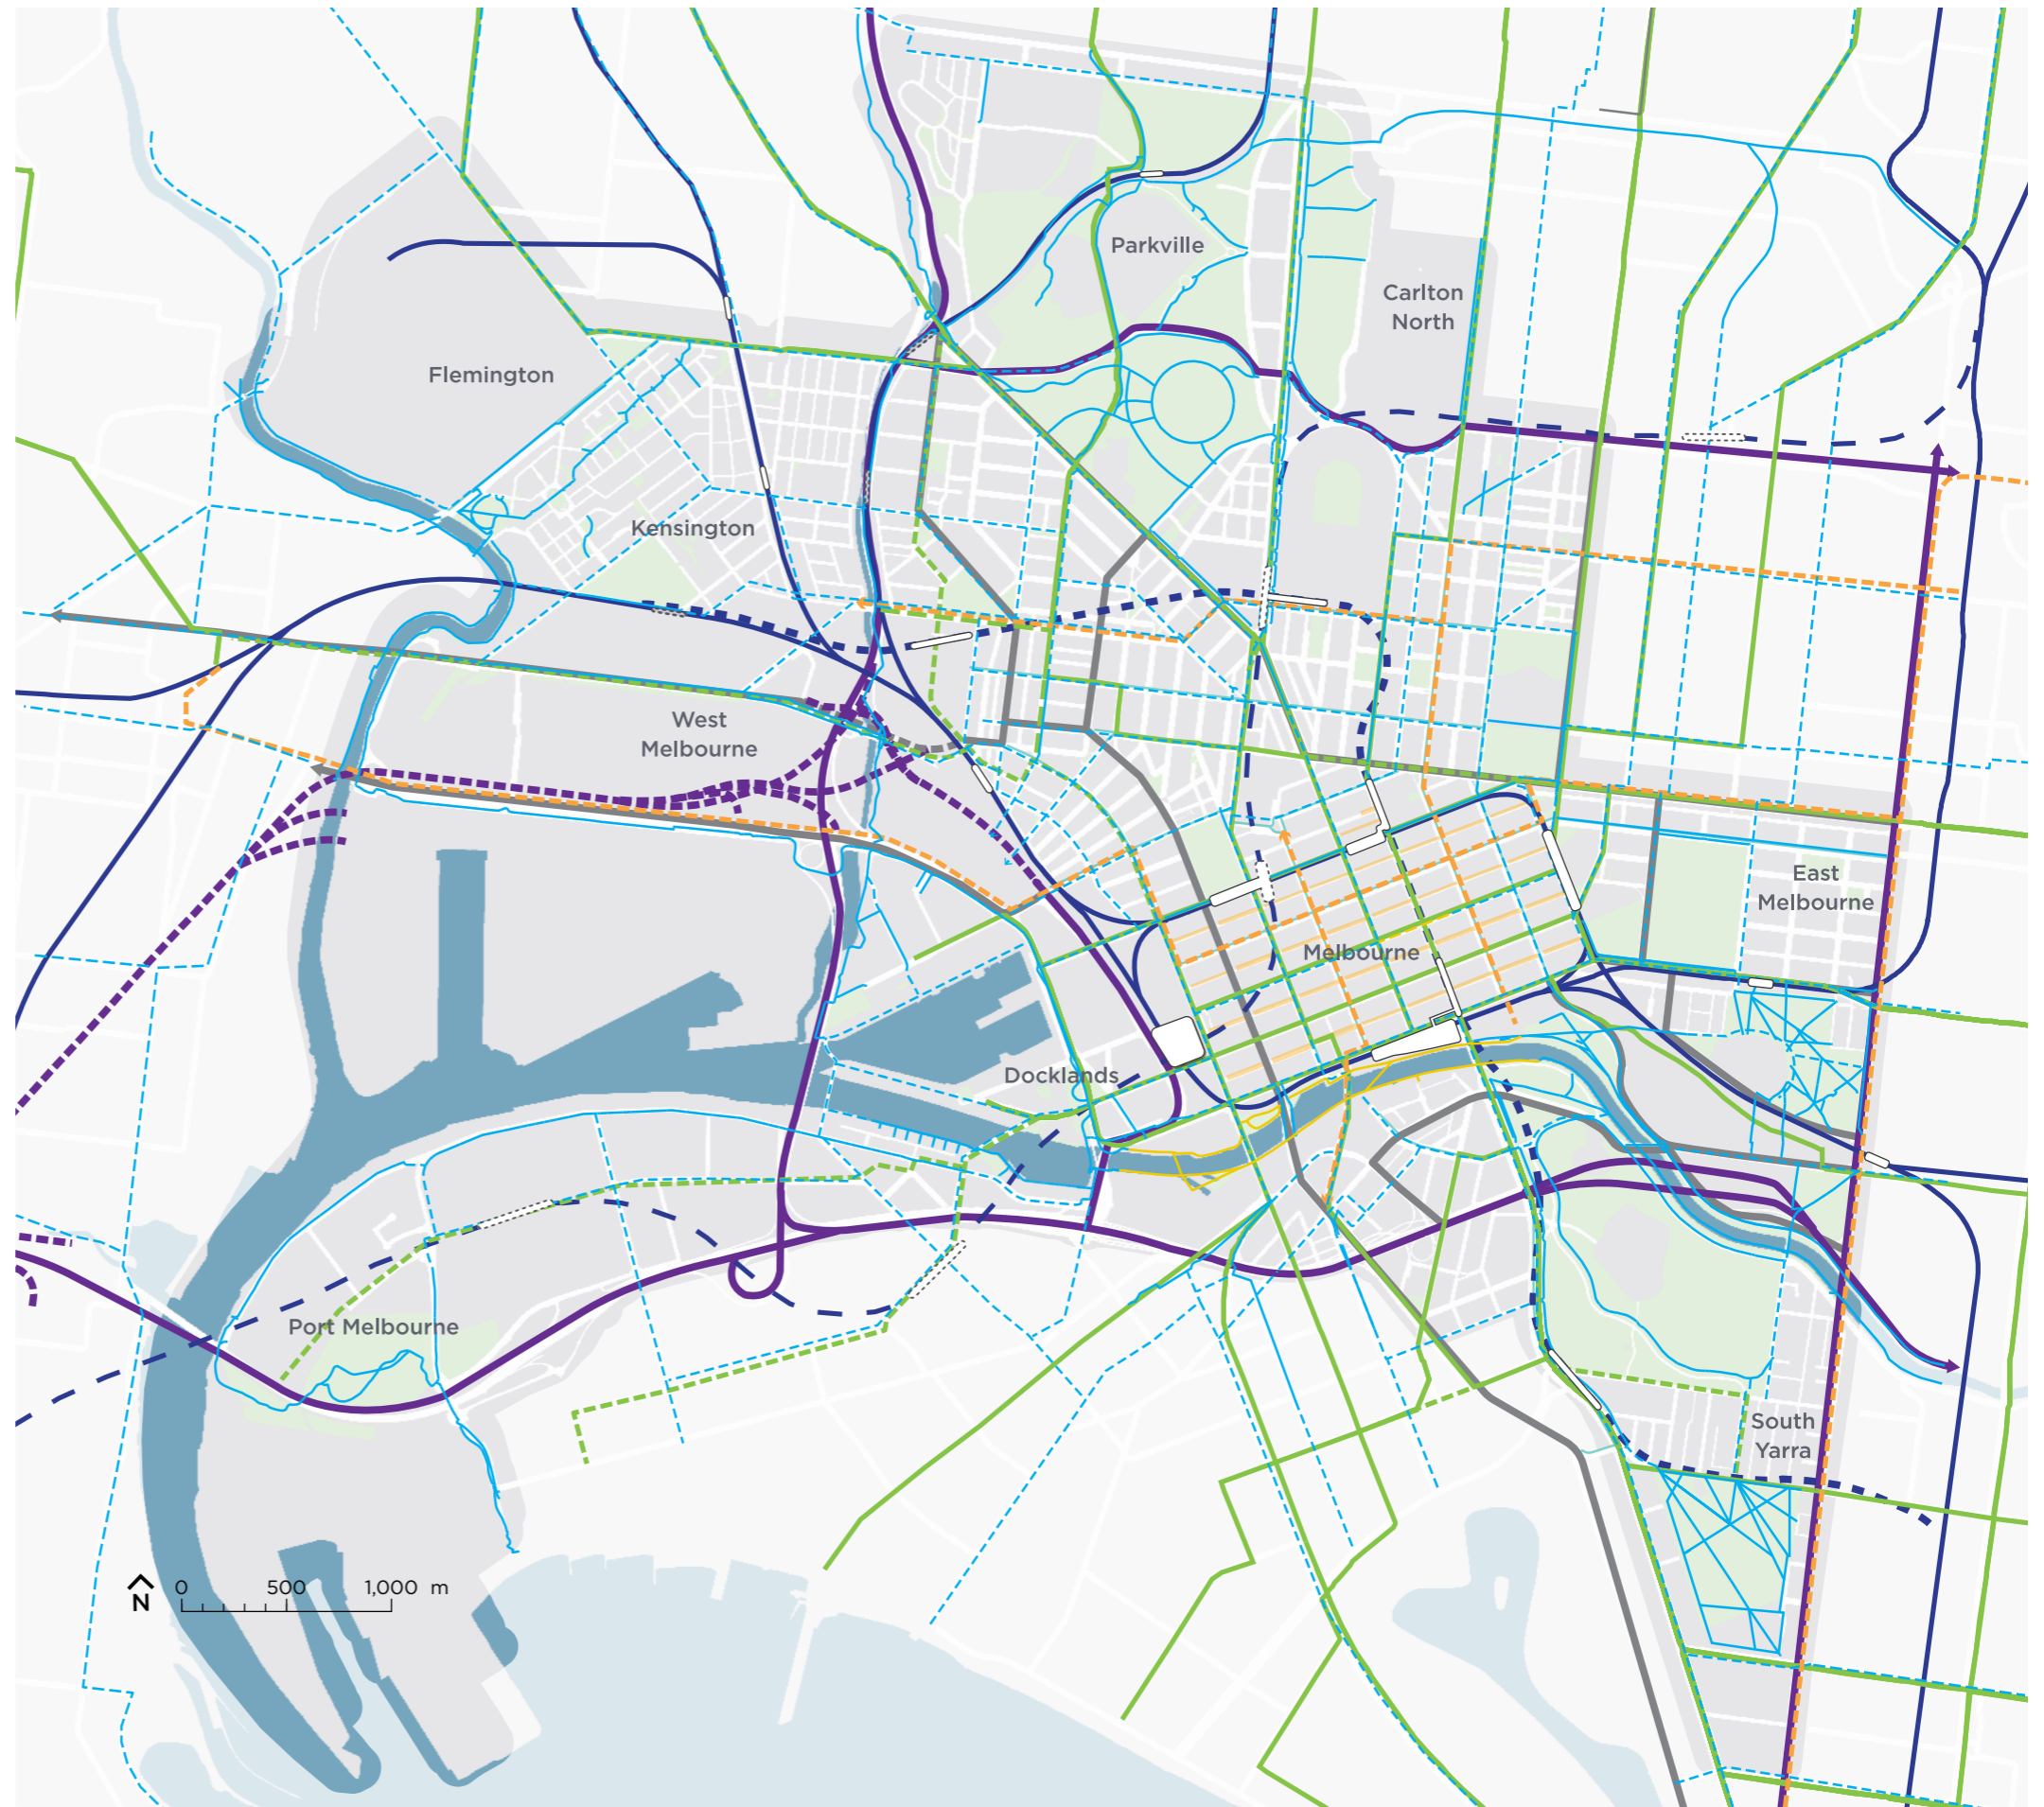 Parkville
Carlton
North
Flemington
Kensington
West
Melbourne
East
Melbourne
Melbourne
Docklands
Port Melbourne
South
Yarra
0 500 1,000 m
N